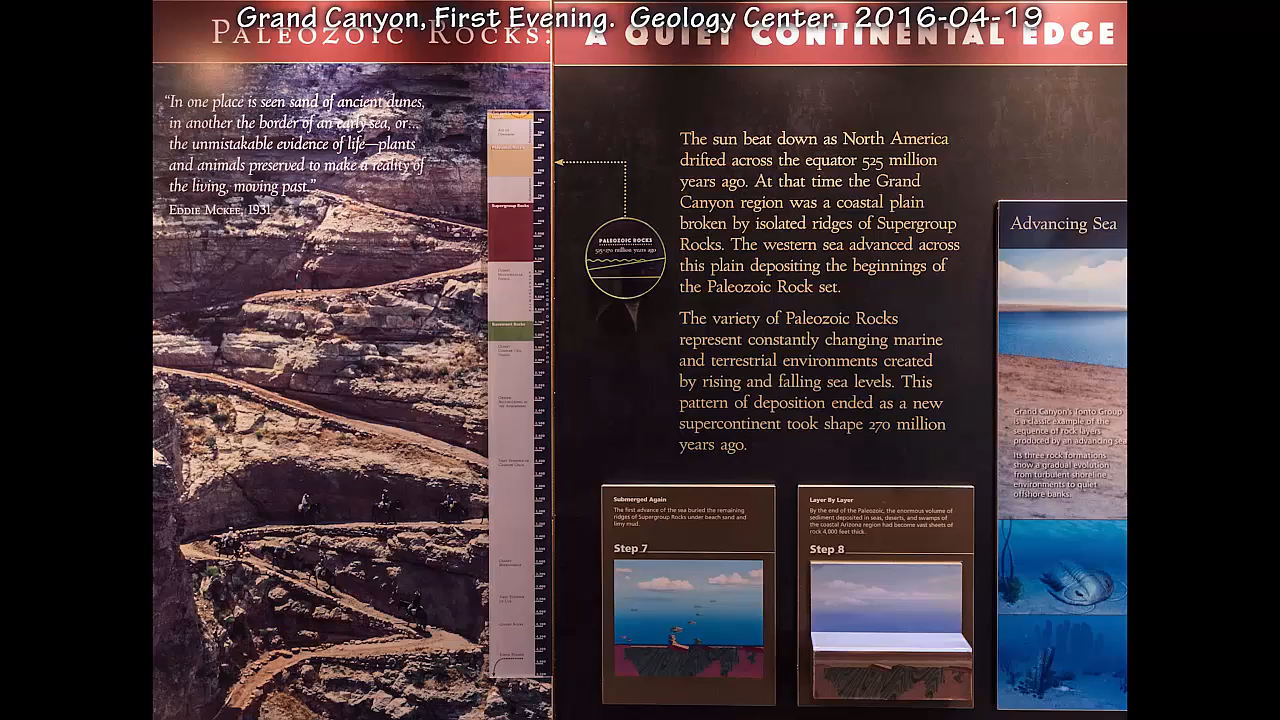 Grand Canyon, First Evening.  Geology Center.  2016-04-19
PALEOZOIC ROCKS:
A QUIET CONTINENTAL EDGE
“In one place is seen sand of ancient dunes,
in another the border of an early sea, or...
the unmistakable evidence of life—plants
and animals preserved to make a reality of
the living, moving past.”
EDDIE MCKEE, 1931
Supergroup Rocks
Basement Rocks
PALEOZOIC ROCKS
525-270 million years ago
The sun beat down as North America
drifted across the equator 525 million
years ago. At that time the Grand
Canyon region was a coastal plain
broken by isolated ridges of Supergroup
Rocks. The western sea advanced across
this plain depositing the beginnings of
the Paleozoic Rock set.
The variety of Paleozoic Rocks
represent constantly changing marine
and terrestrial environments created
by rising and falling sea levels. This
pattern of deposition ended as a new
supercontinent took shape 270 million
years ago.
Submerged Again
The first advance of the sea buried the remaining
ridges of Supergroup Rocks under beach sand and
limy mud.
Step 7
Layer By Layer
By the end of the Paleozoic, the enormous volume of
sediment deposited in seas, deserts, and swamps of
the coastal Arizona region had become vast sheets of
rock 4,000 feet thick.
Step 8
Advancing Sea
Grand Canyon's Tonto Group
is a classic example of the
sequence of rock layers
produced by an advancing sea.
Its three rock formations
show a gradual evolution
from turbulent shoreline
environments to quiet
offshore banks.